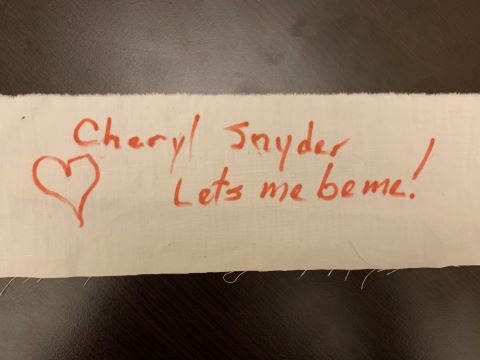 Cheryl Snyder
Lets me be me!